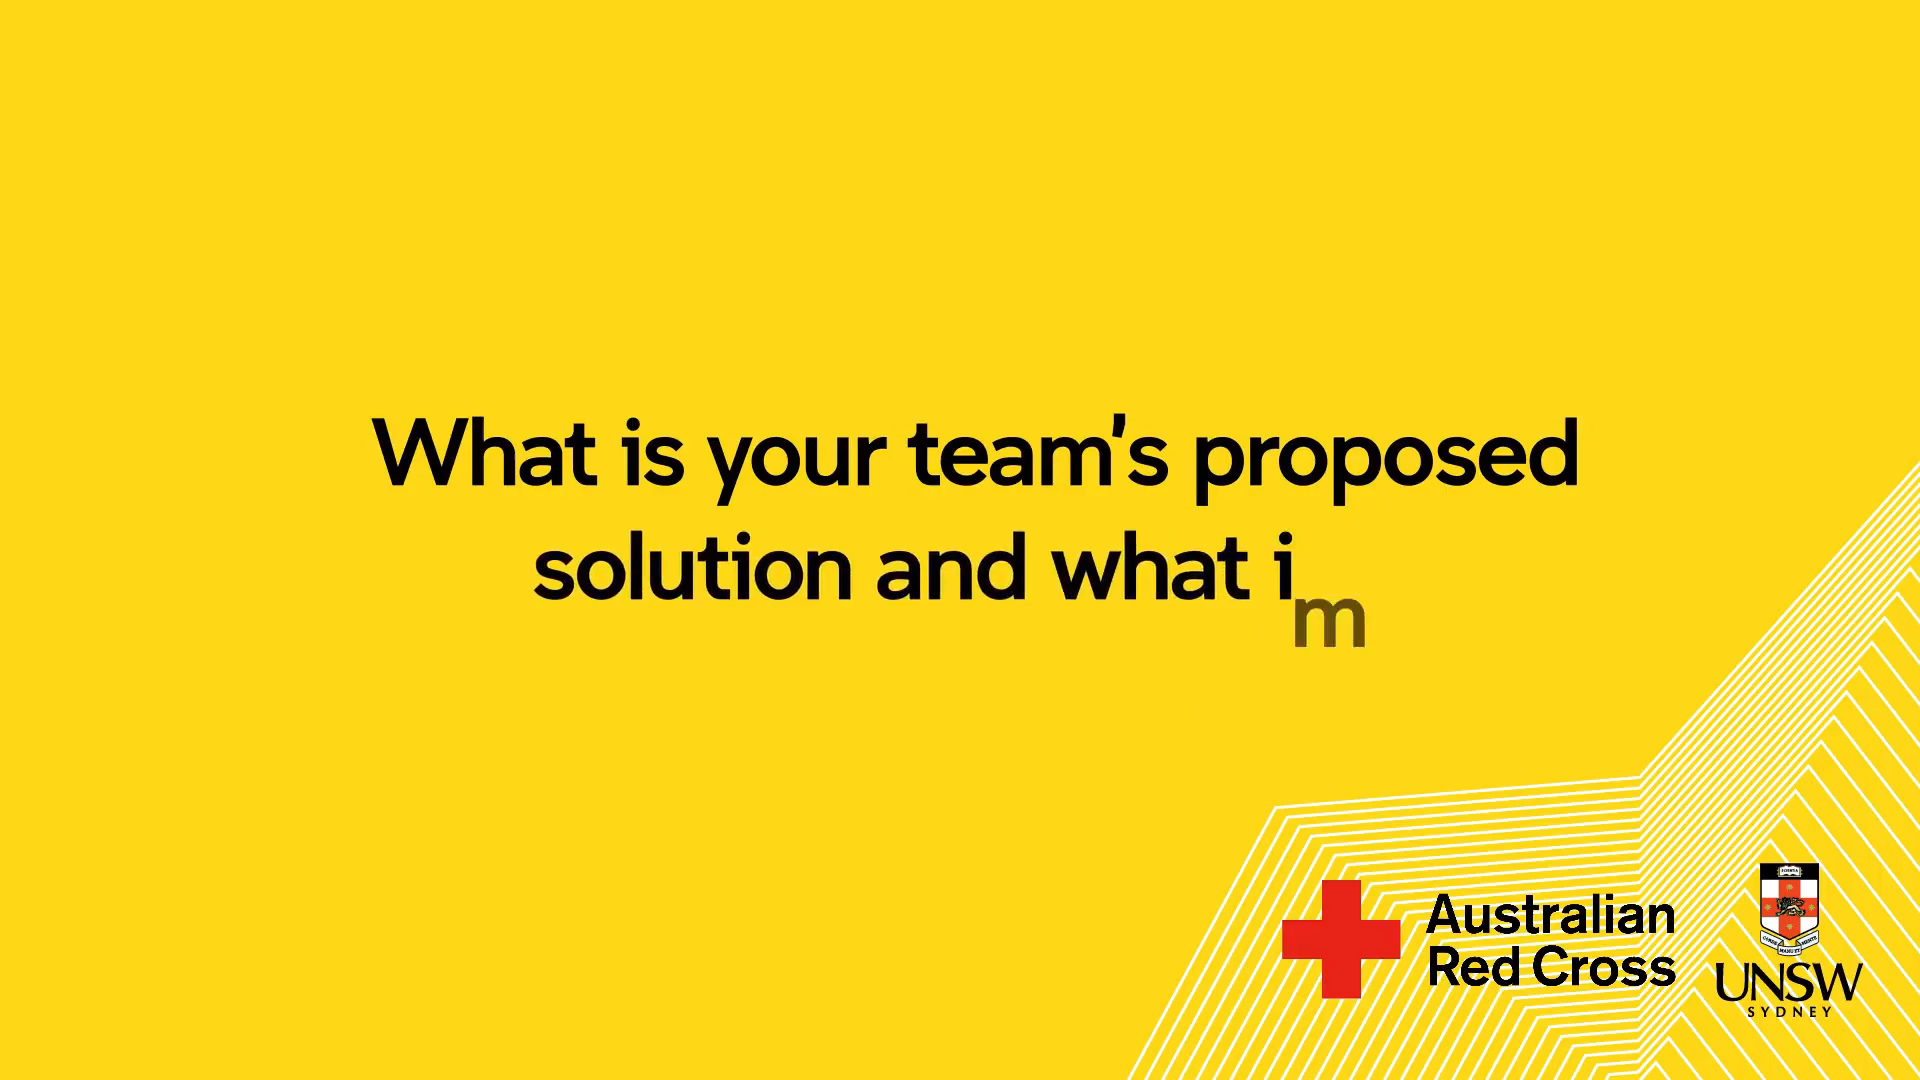 What is your team's proposed
solution and what im
Australian
Red Cross
UNSW
SYDNEY